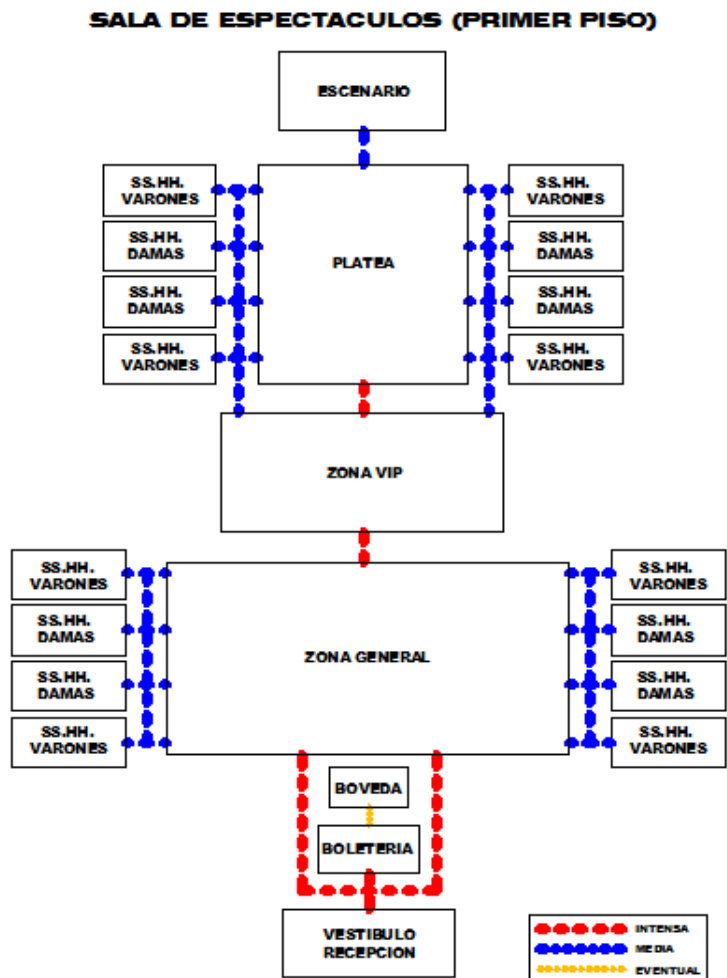 SALA DE ESPECTACULOS (PRIMER PISO)
ESCENARIO
SS.HH.
VARONES
SS.HH.
DAMAS
SS.HH.
DAMAS
SS.HH.
VARONES
PLATEA
SS.HH.
VARONES
SS.HH.
DAMAS
SS.HH.
DAMAS
SS.HH.
VARONES
ZONA VIP
SS.HH.
VARONES
SS.HH.
DAMAS
SS.HH.
DAMAS
SS.HH.
VARONES
ZONA GENERAL
SS.HH.
VARONES
SS.HH.
DAMAS
SS.HH.
DAMAS
SS.HH.
VARONES
BOVEDA
BOLETERIA
VESTIBULO
RECEPCION
INTENSA
MEDIA
EVENTUAL